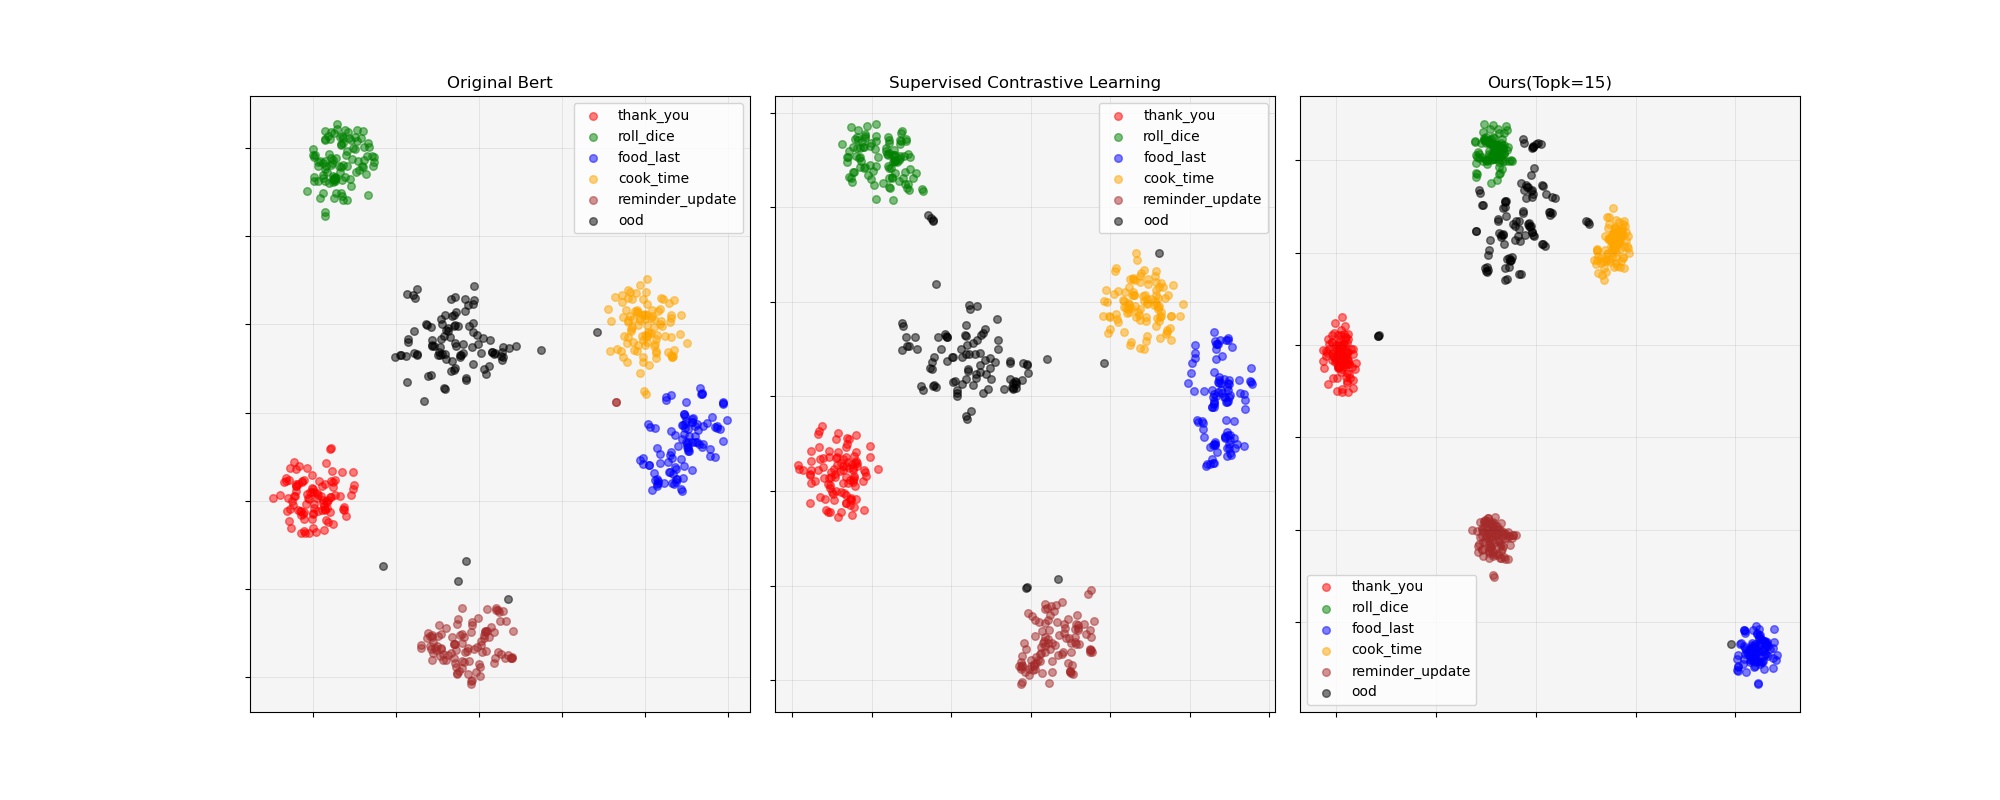 Original Bert
thank_you
roll_dice
food_last
cook_time
reminder_update
ood
Supervised Contrastive Learning
thank_you
roll_dice
food_last
cook_time
reminder_update
ood
Ours(Topk=15)
thank_you
roll_dice
food_last
cook_time
reminder_update
ood